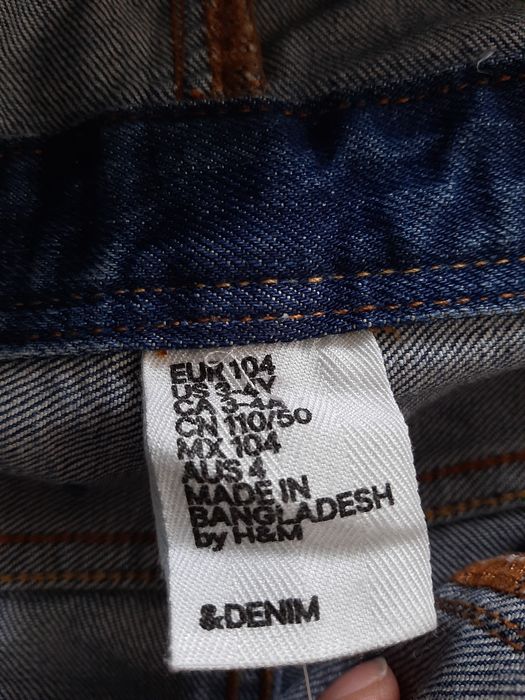 EUR 104
US 3-4Y
CA 3-4A
CN 110/50
MX 104
AUS 4
MADE IN
BANGLADESH
by H&M
&DENIM